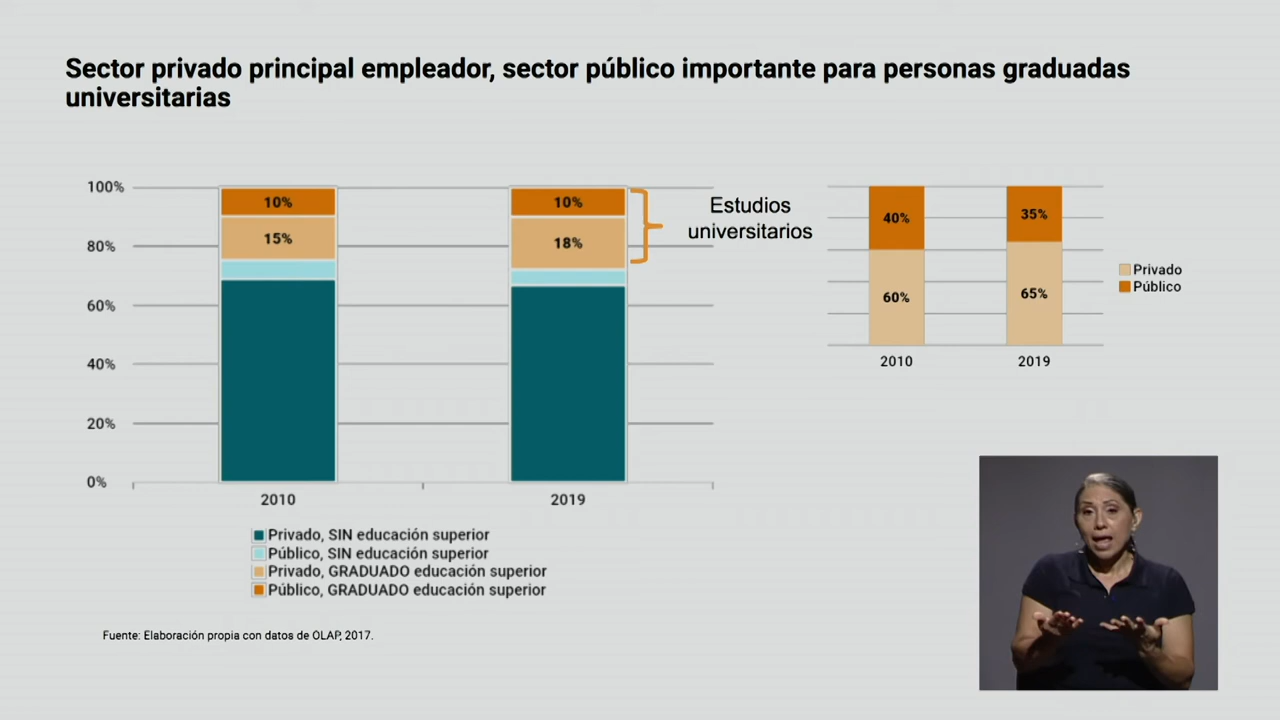 Sector privado principal empleador, sector público importante para personas graduadas
universitarias
100%
80%
60%
40%
20%
0%
10%
15%
10%
18%
2010
2019
Estudios
universitarios
40%
60%
35%
65%
2010
2019
Privado
Público
Privado, SIN educación superior
Público, SIN educación superior
Privado, GRADUADO educación superior
Público, GRADUADO educación superior
Fuente: Elaboración propia con datos de OLAP, 2017.